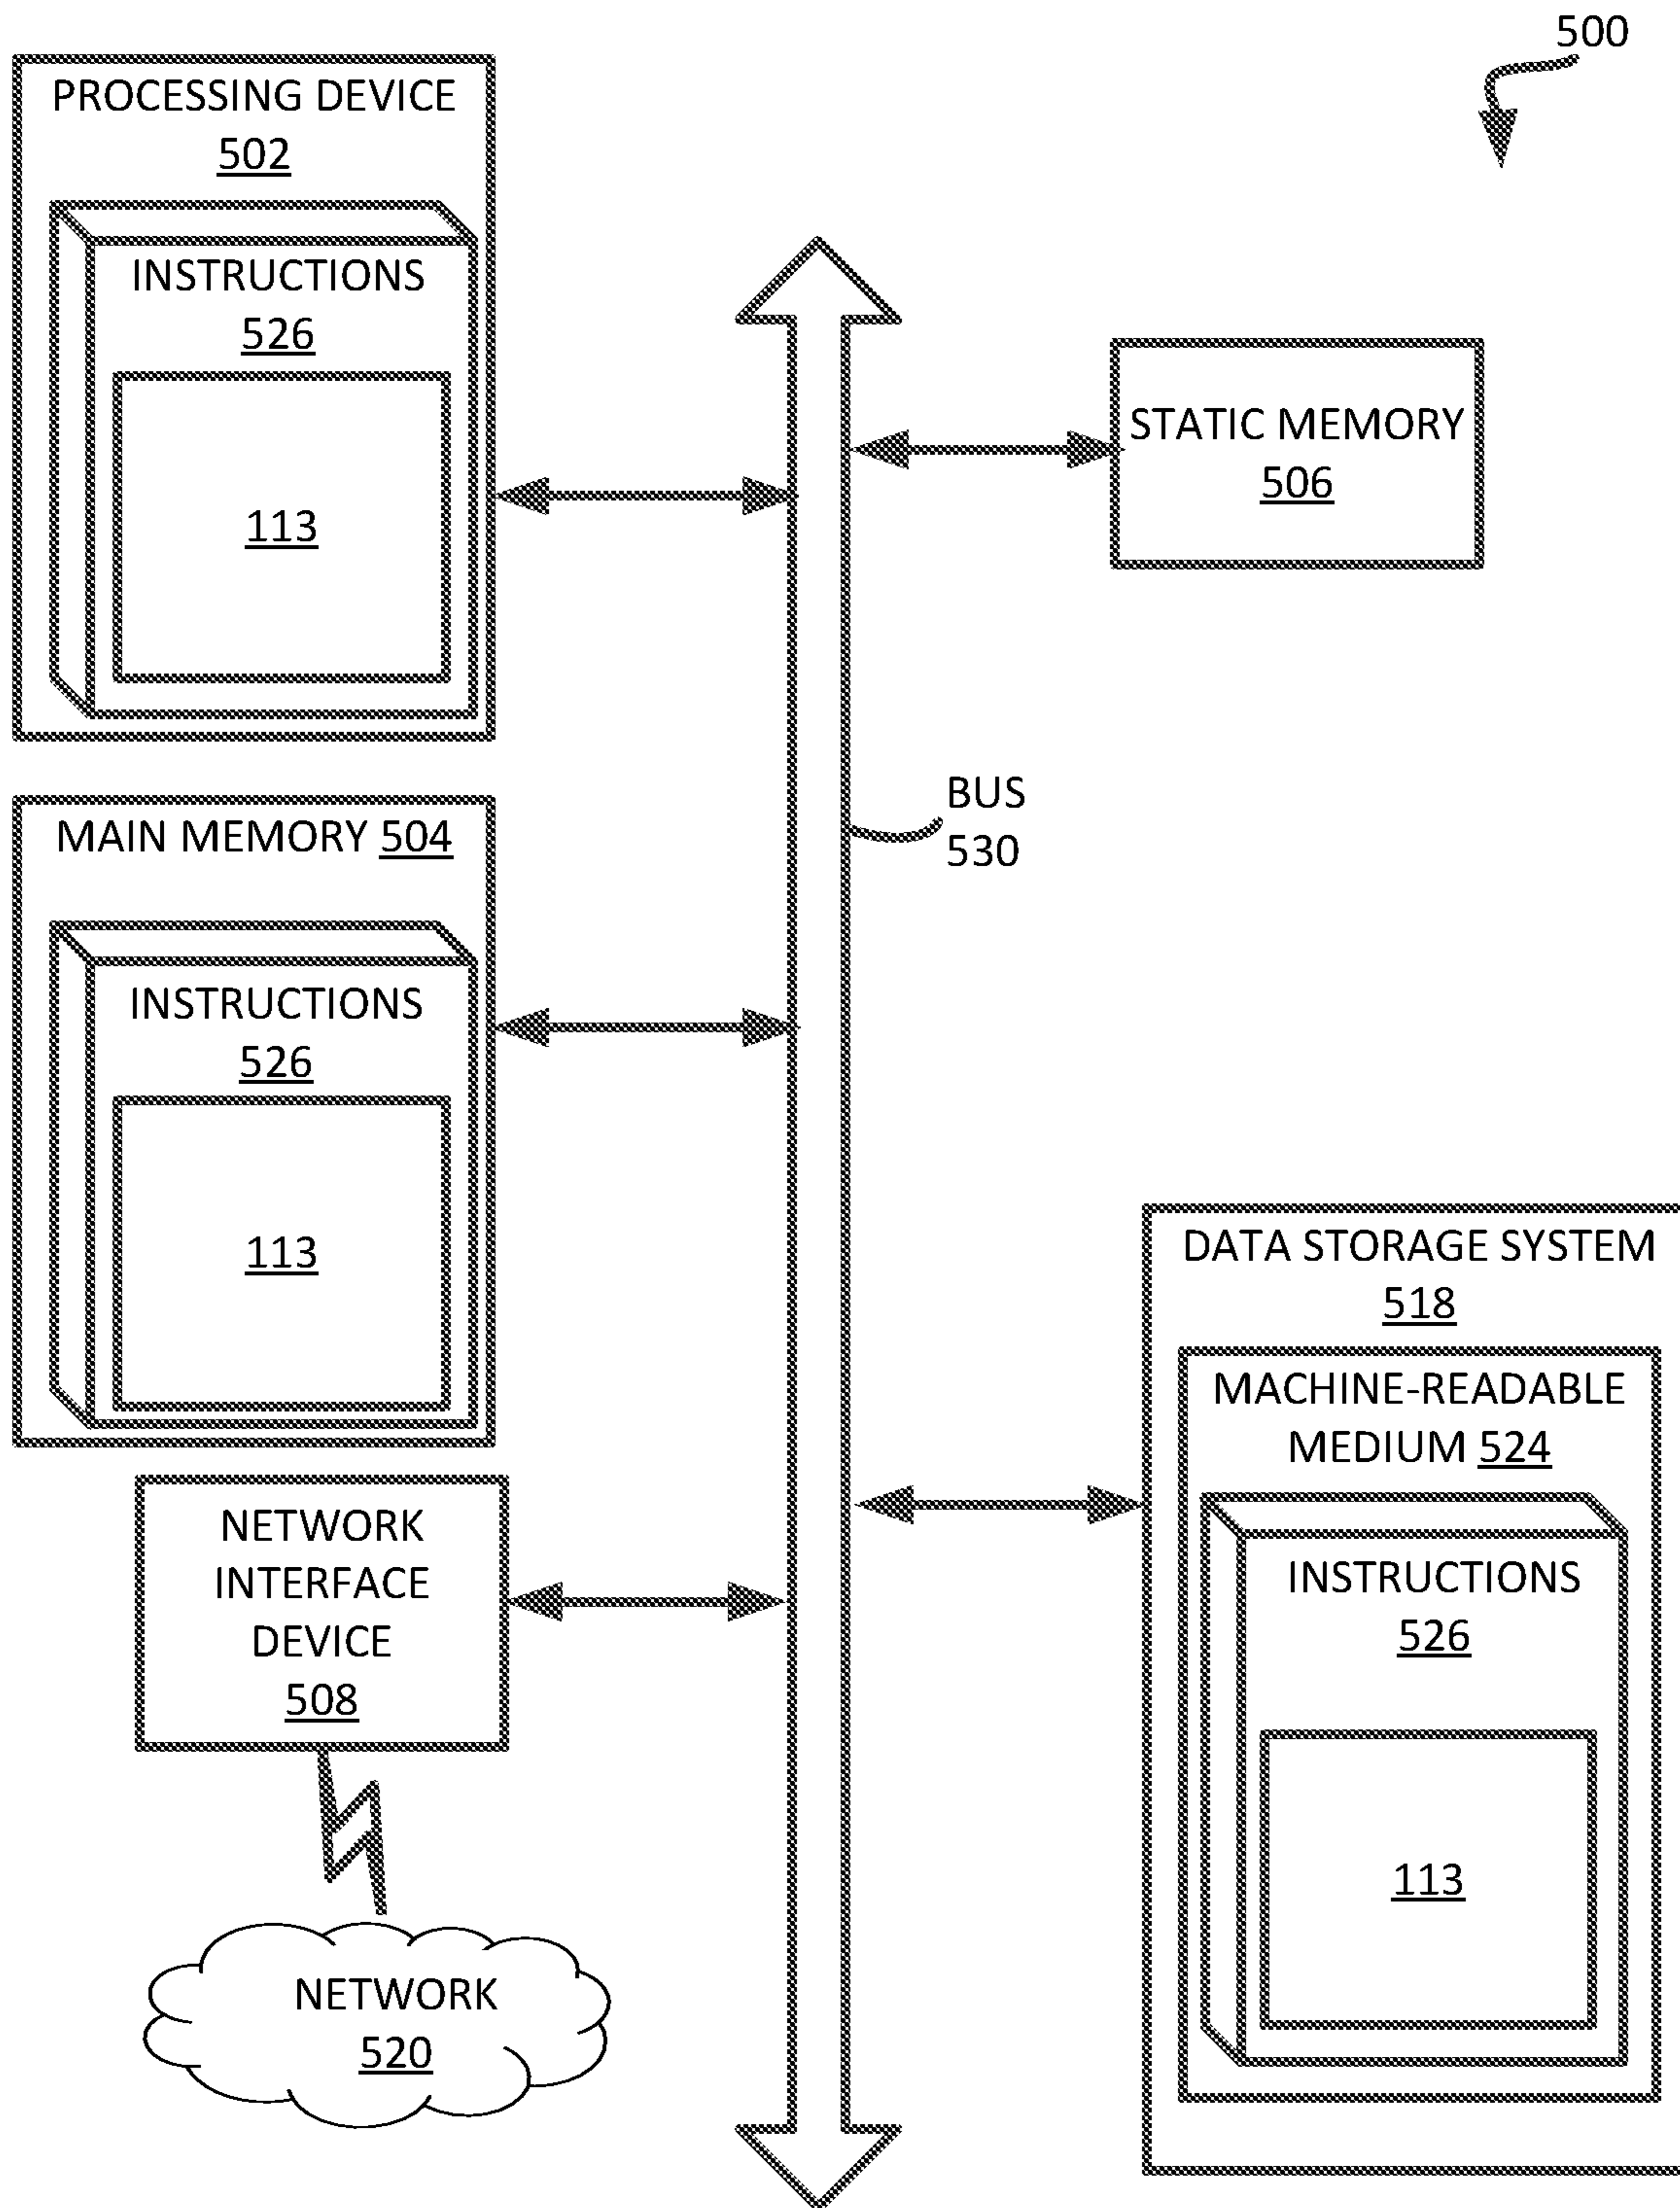 500
PROCESSING DEVICE
502
INSTRUCTIONS
526
113
STATIC MEMORY
506
BUS
530
MAIN MEMORY 504
INSTRUCTIONS
526
113
DATA STORAGE SYSTEM
518
MACHINE-READABLE
MEDIUM 524
INSTRUCTIONS
526
113
NETWORK
INTERFACE
DEVICE
508
NETWORK
520